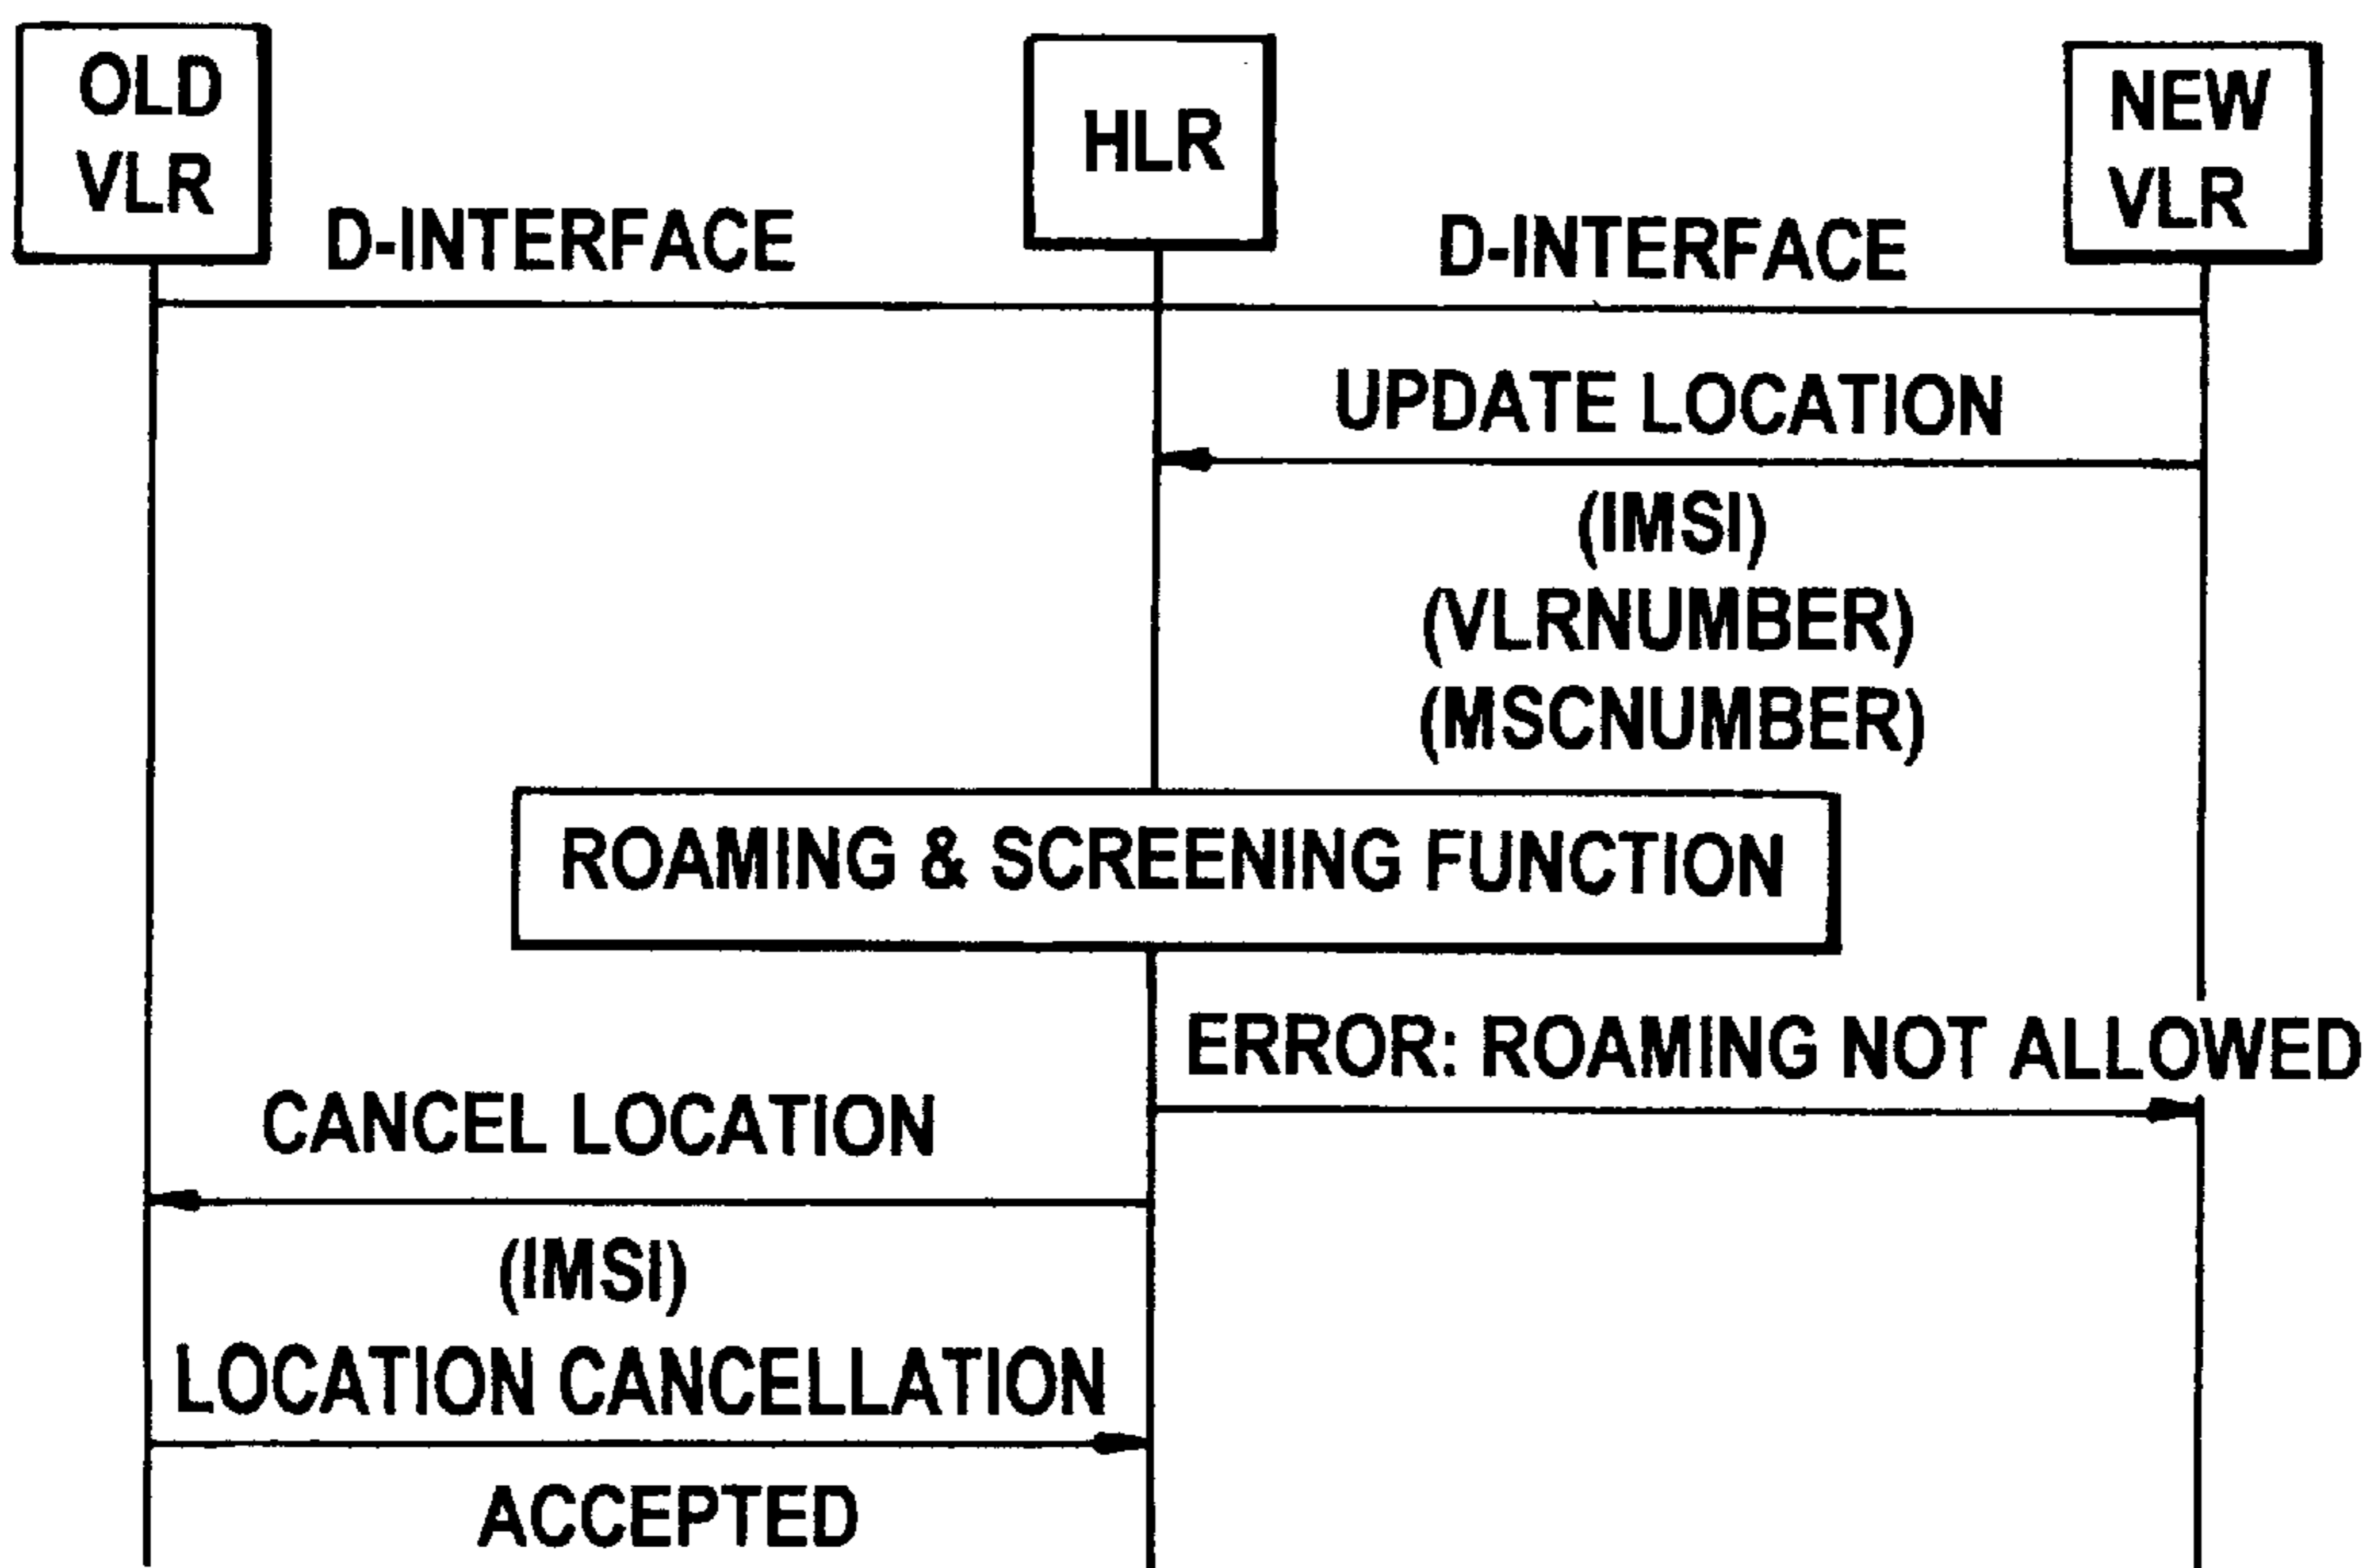 OLD
VLR
HLR
NEW
VLR
D-INTERFACE
D-INTERFACE
UPDATE LOCATION
(IMSI)
(VLRNUMBER)
(MSCNUMBER)
ROAMING & SCREENING FUNCTION
ERROR: ROAMING NOT ALLOWED
CANCEL LOCATION
(IMSI)
LOCATION CANCELLATION
ACCEPTED